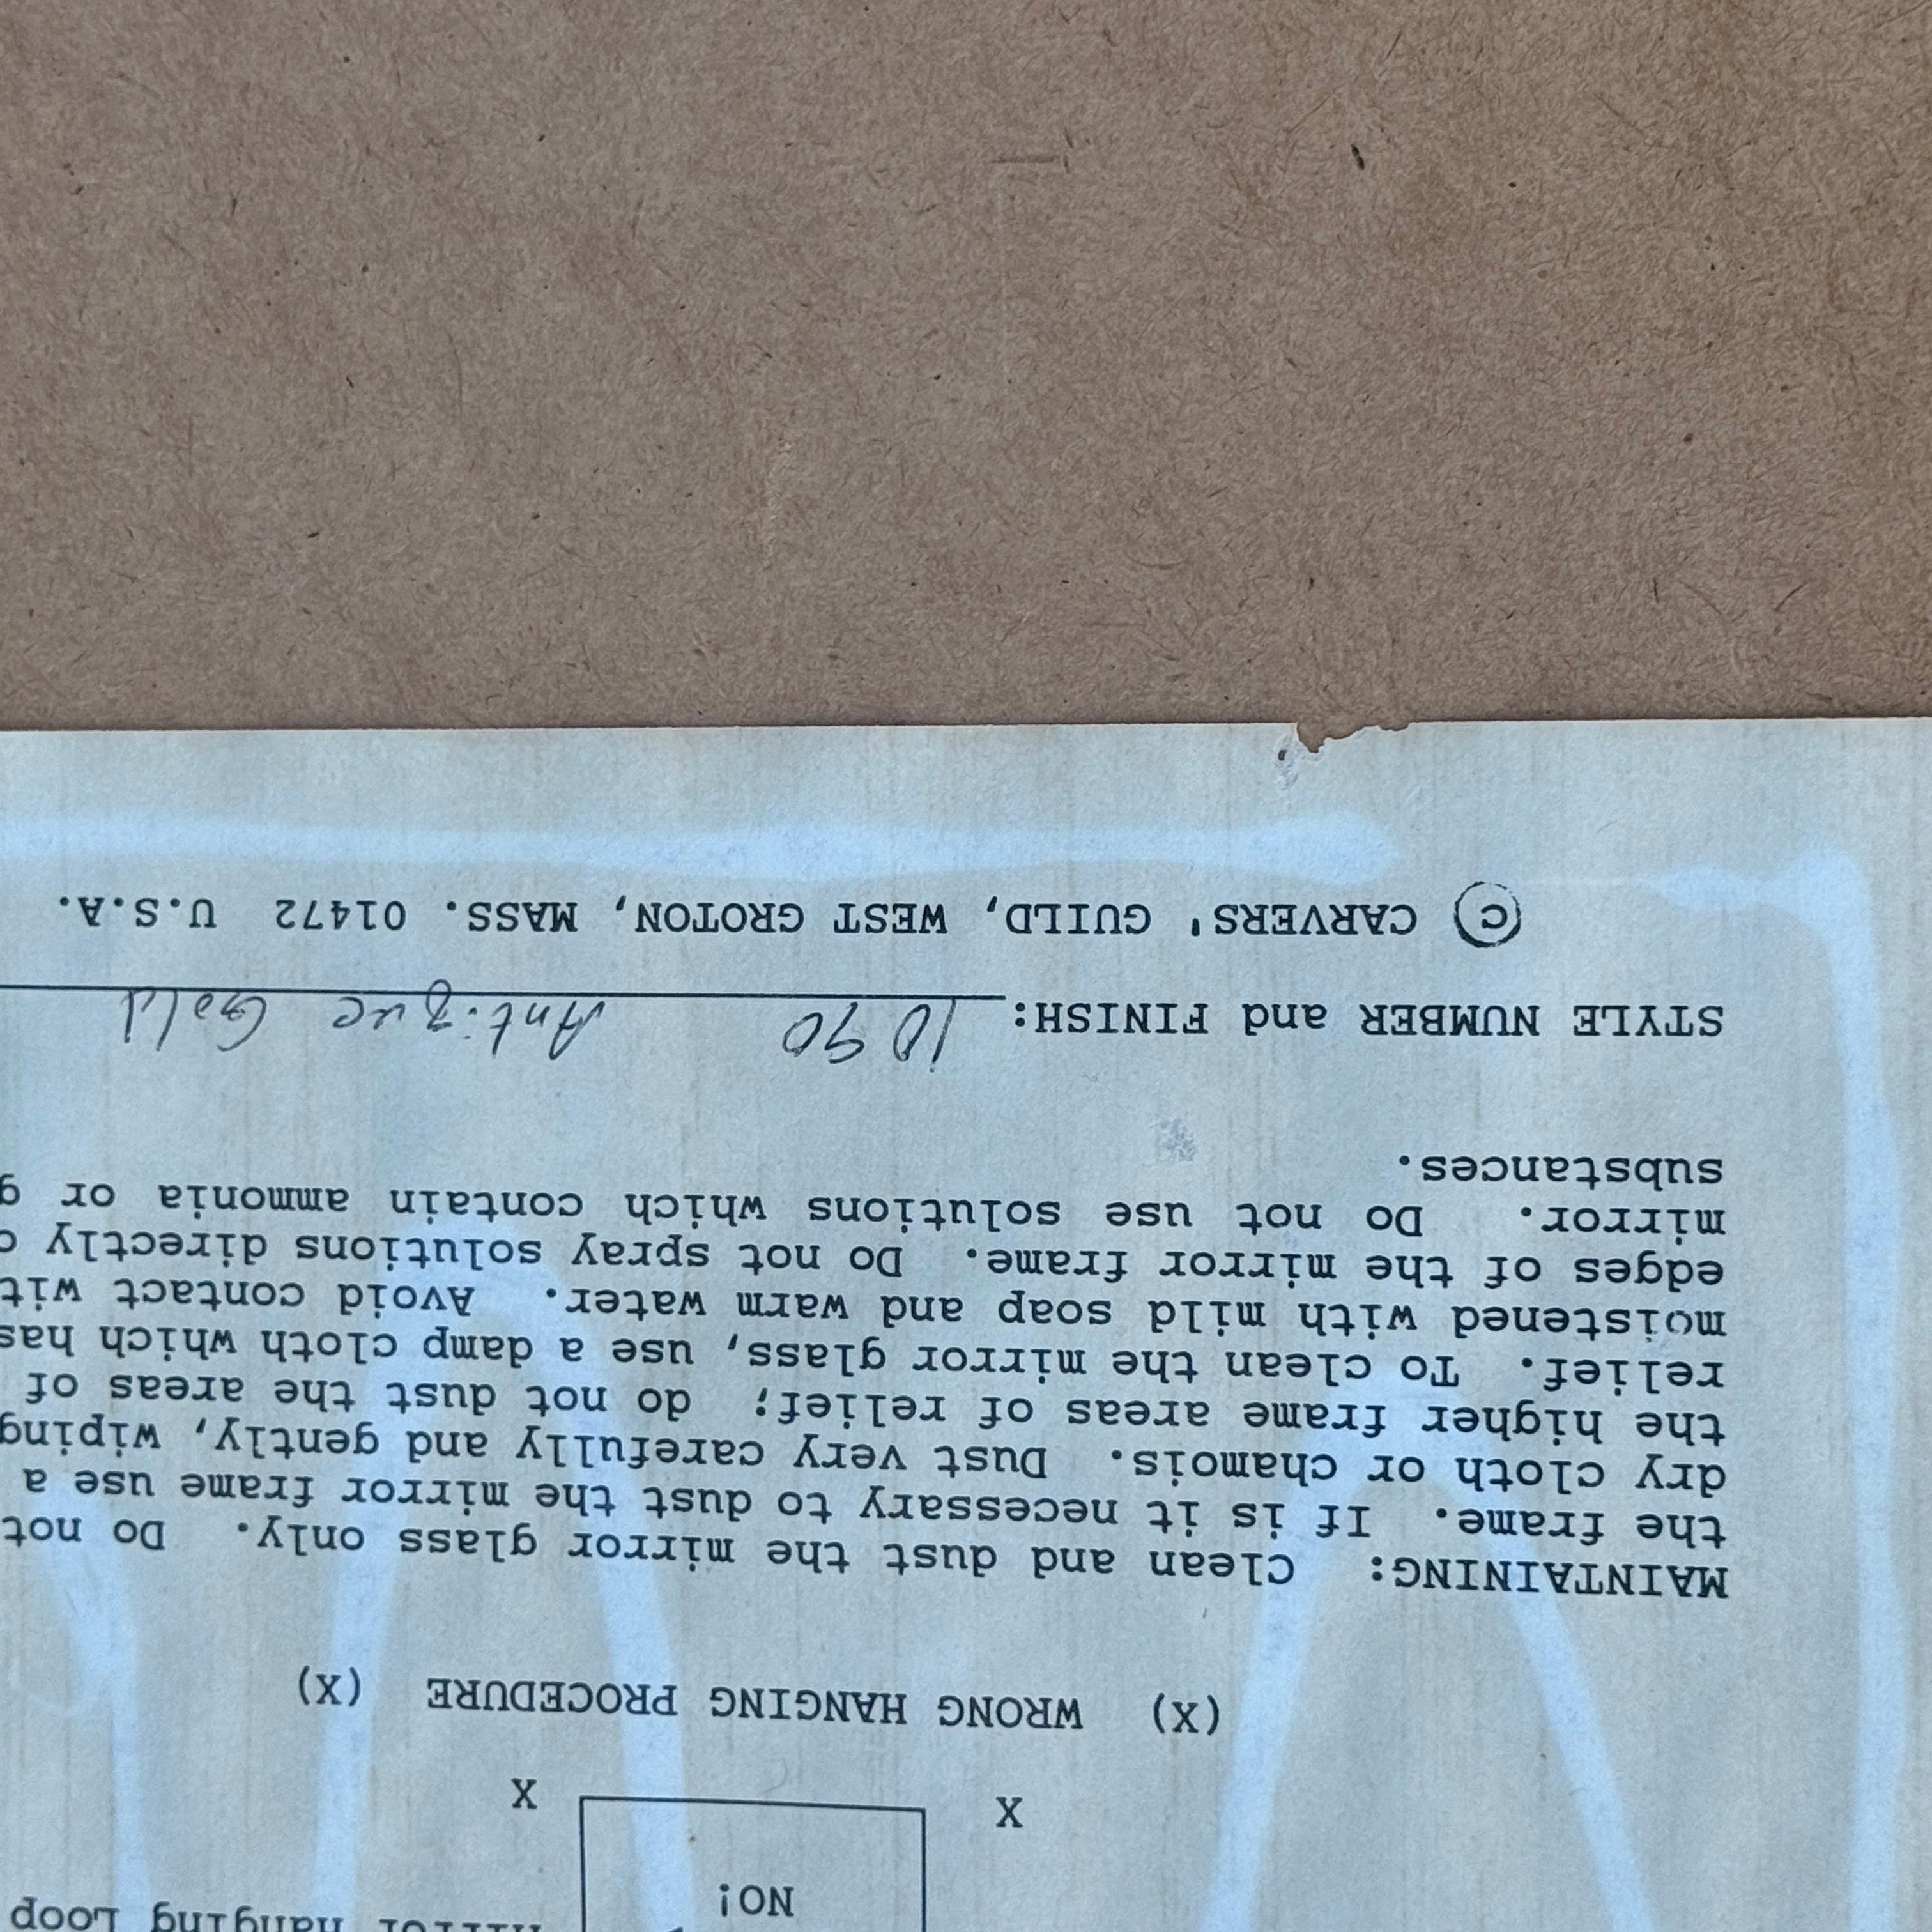 Hanging Loop
NO!
X X
(X) WRONG HANGING PROCEDURE (X)
MAINTAINING: Clean and dust the mirror glass only. Do not
the frame. If is it necessary to dust the mirror frame use a
dry cloth or chamois. Dust very carefully and gently, wiping
the higher frame areas of relief; do not dust the areas of
relief. To clean the mirror glass, use a damp cloth which has
moistened with mild soap and warm water. Avoid contact wit
edges of the mirror frame. Do not spray solutions directly
mirror. Do not use solutions which contain ammonia or
substances.
STYLE NUMBER and FINISH: 1090 Antique Gold
© CARVERS' GUILD, WEST GROTON, MASS. 01472 U.S.A.